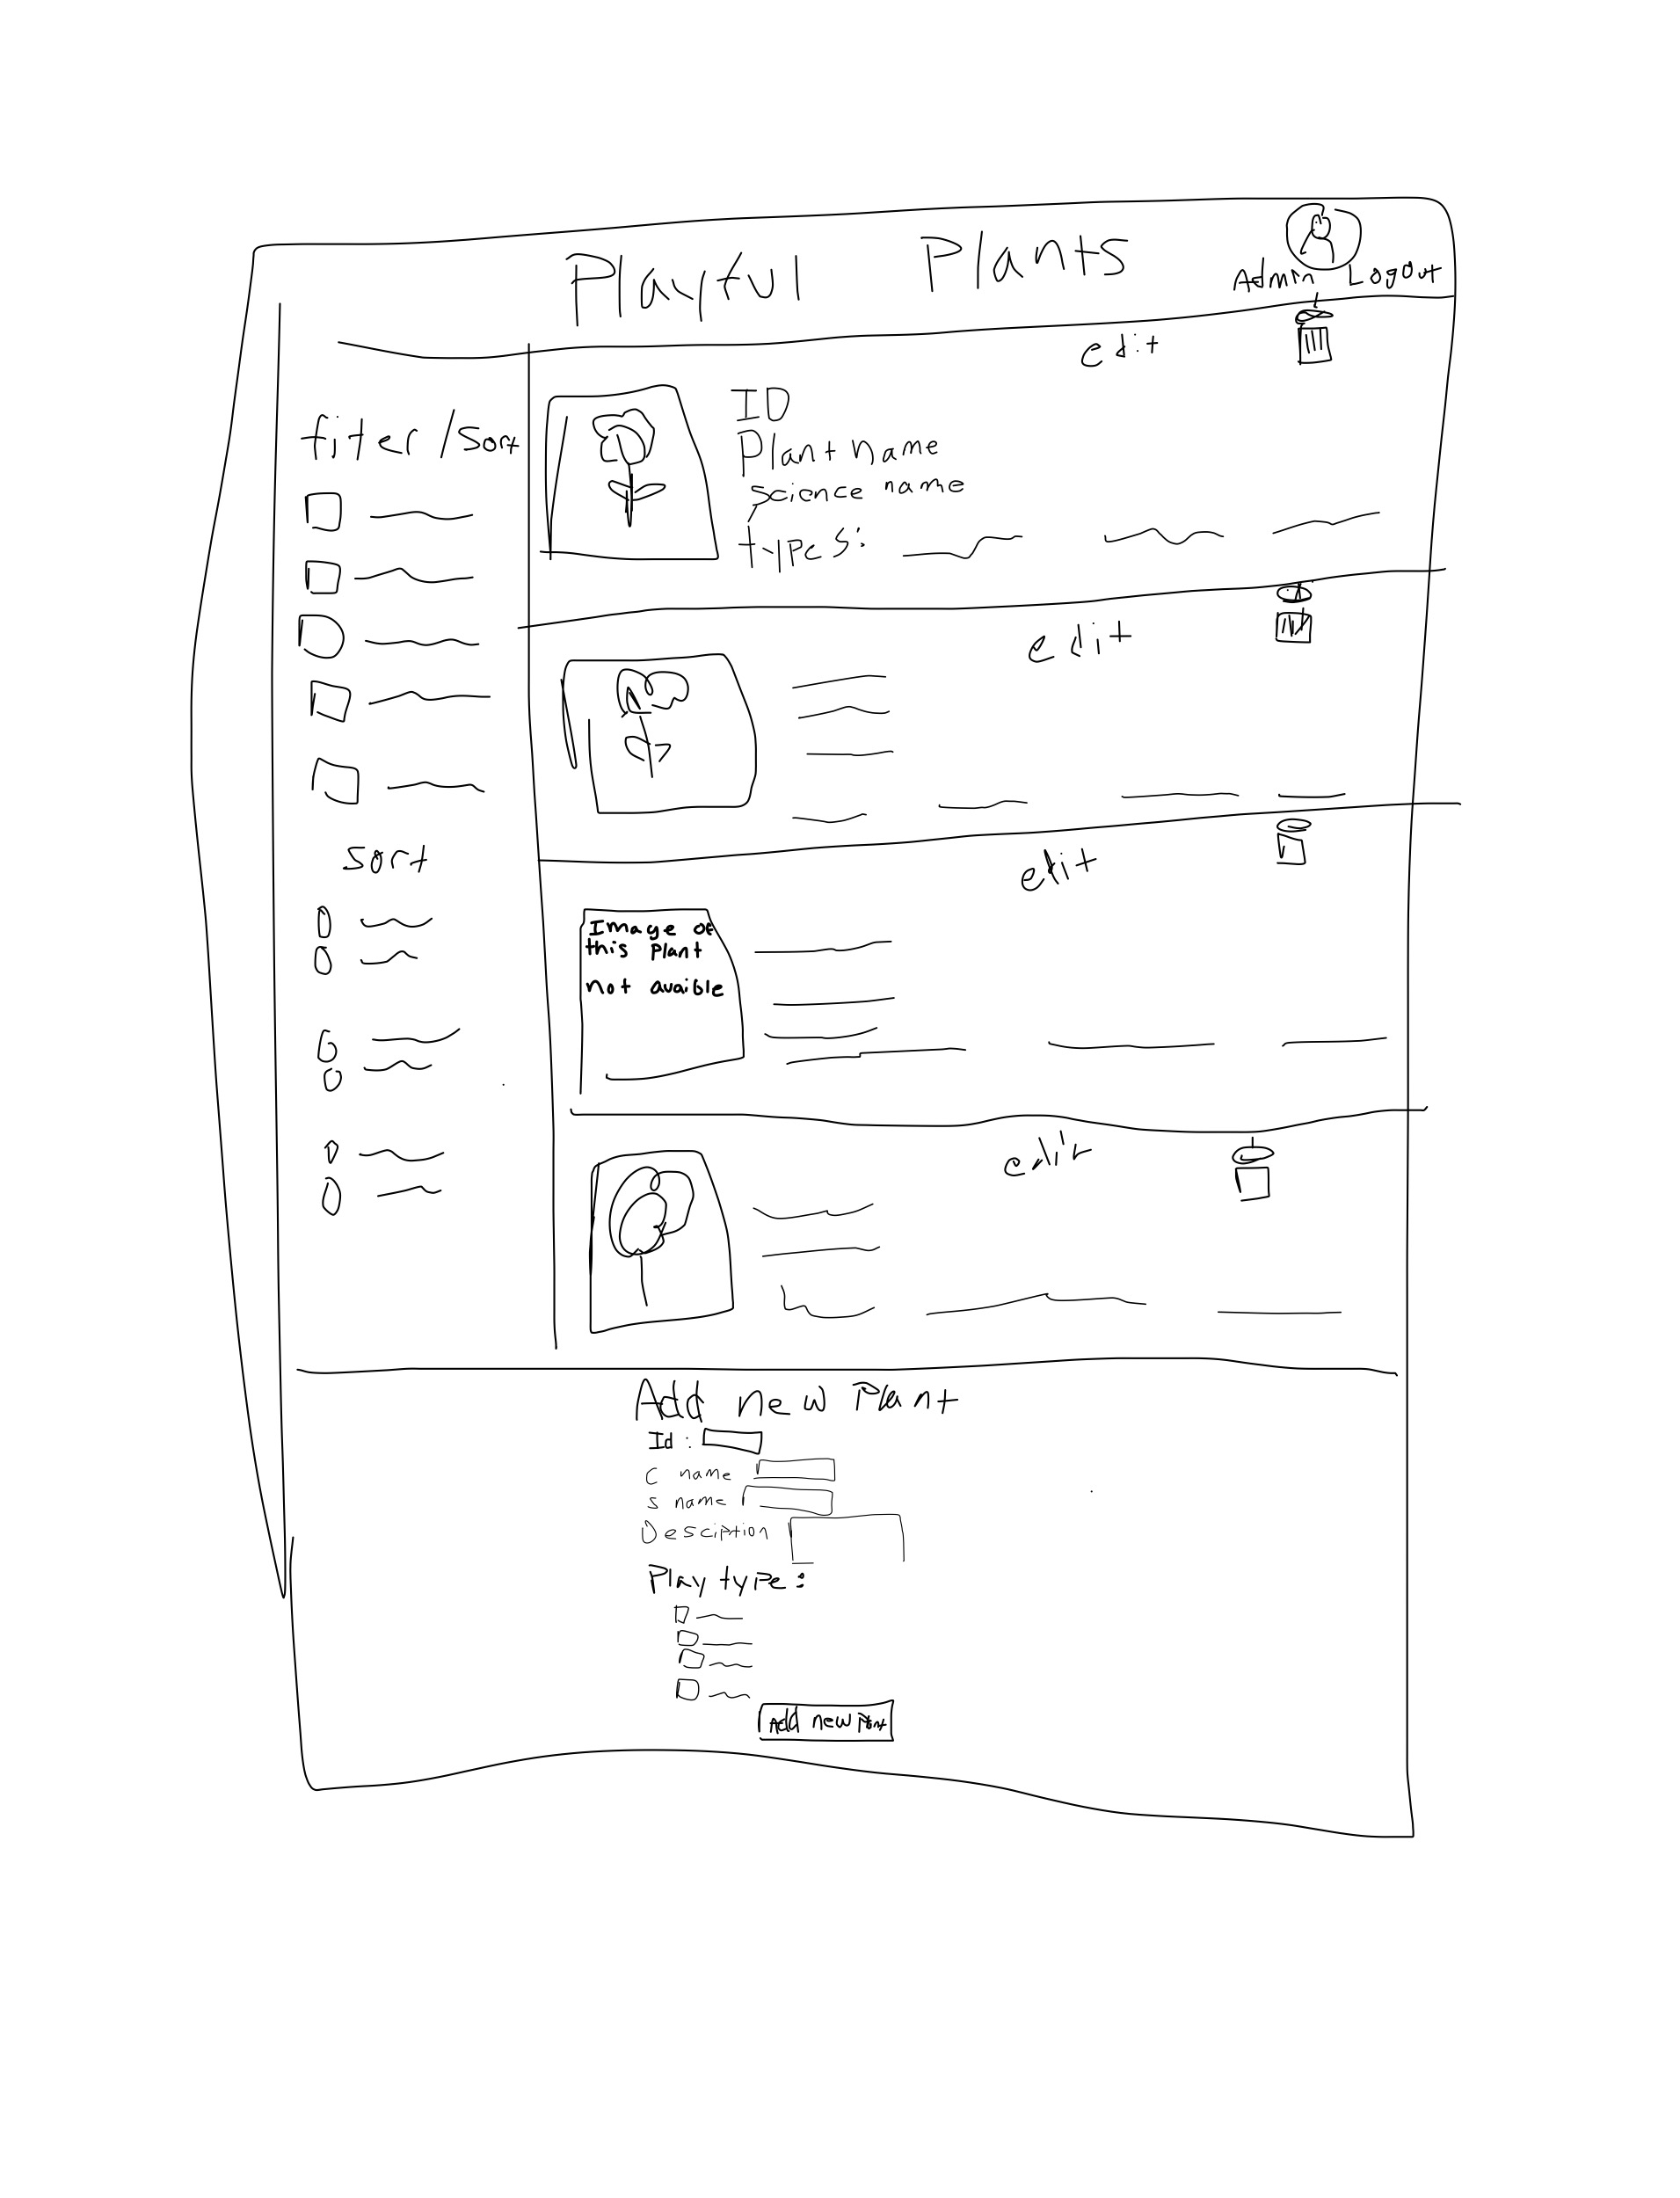 Playful Plants
Admin Logout
edit
filter/Sort
ID
Plant name
Science name
types:
edit
sort
edit
Image of
this Plant
not avaible
edit
Add new Plant
Id:
C name
S name
Desciption
Play type:
Add new Plant